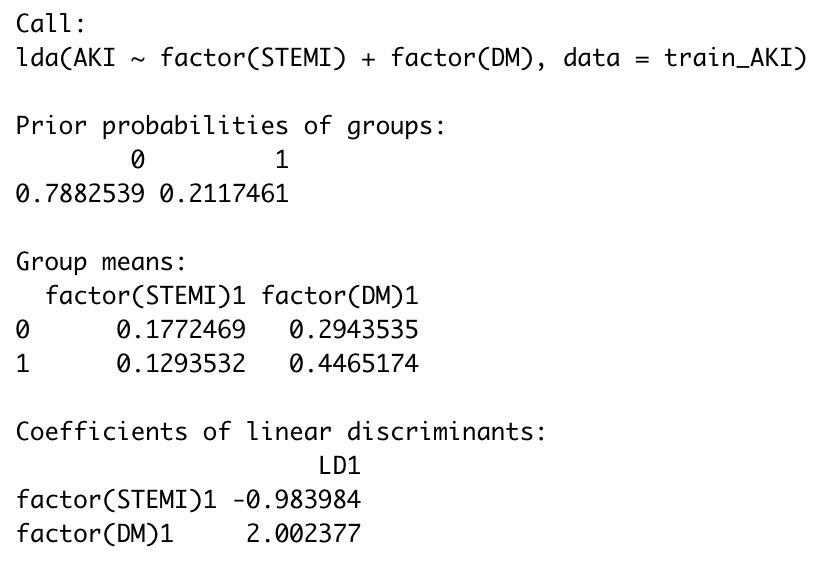 Call:
lda(AKI ~ factor(STEMI) + factor(DM), data = train_AKI)

Prior probabilities of groups:
        0         1
0.7882539 0.2117461

Group means:
  factor(STEMI)1 factor(DM)1
0      0.1772469   0.2943535
1      0.1293532   0.4465174

Coefficients of linear discriminants:
                     LD1
factor(STEMI)1 -0.983984
factor(DM)1     2.002377